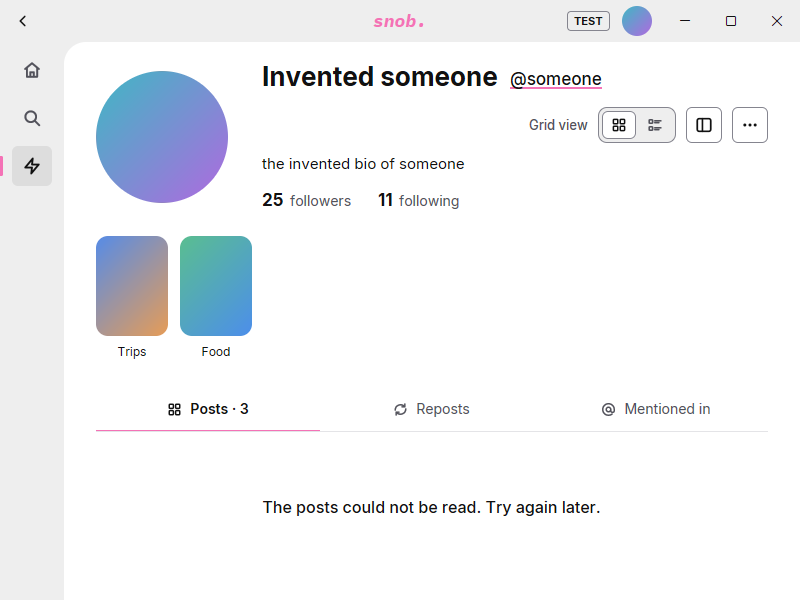 snob.
TEST
Invented someone @someone
Grid view
the invented bio of someone
25 followers 11 following
Trips
Food
Posts · 3
Reposts
Mentioned in
The posts could not be read. Try again later.